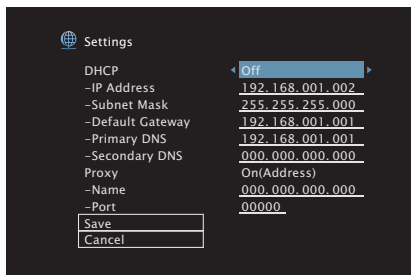 Settings
DHCP Off
-IP Address 192.168.001.002
-Subnet Mask 255.255.255.000
-Default Gateway 192.168.001.001
-Primary DNS 192.168.001.001
-Secondary DNS 000.000.000.000
Proxy On(Address)
-Name 000.000.000.000
-Port 00000
Save
Cancel